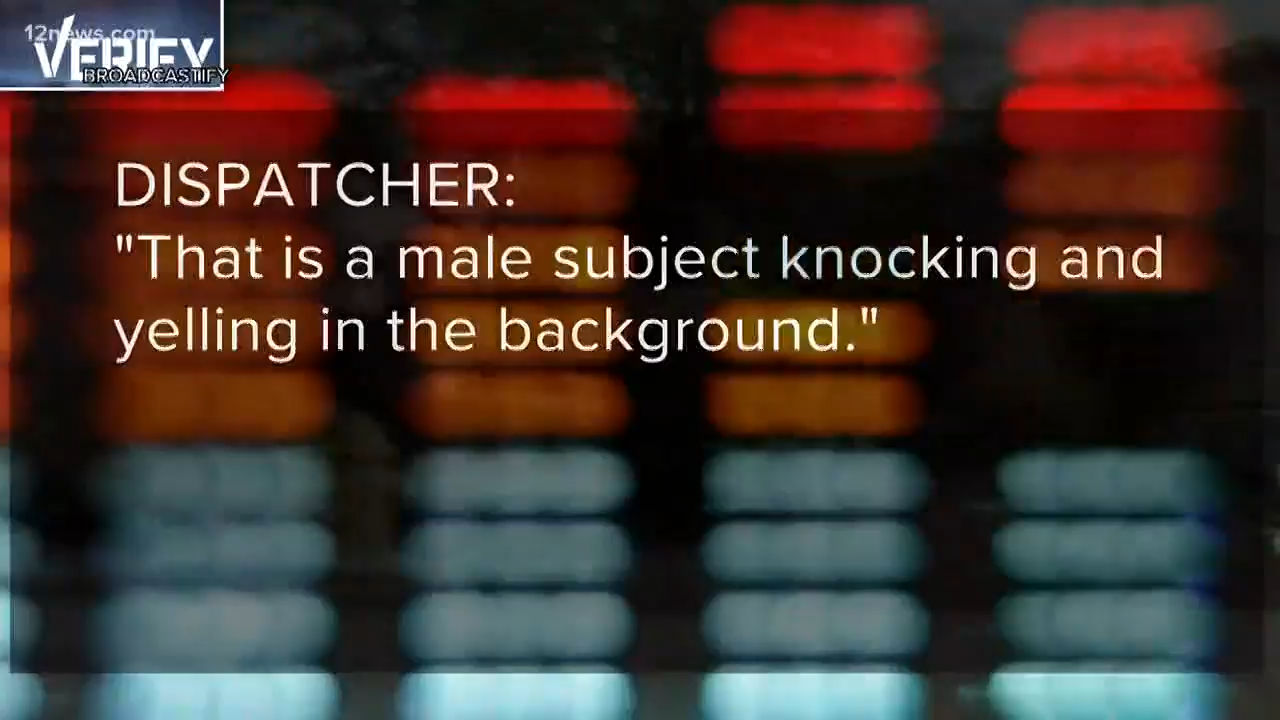 12news.com
VERIFY
BROADCASTIFY
DISPATCHER:
"That is a male subject knocking and
yelling in the background."